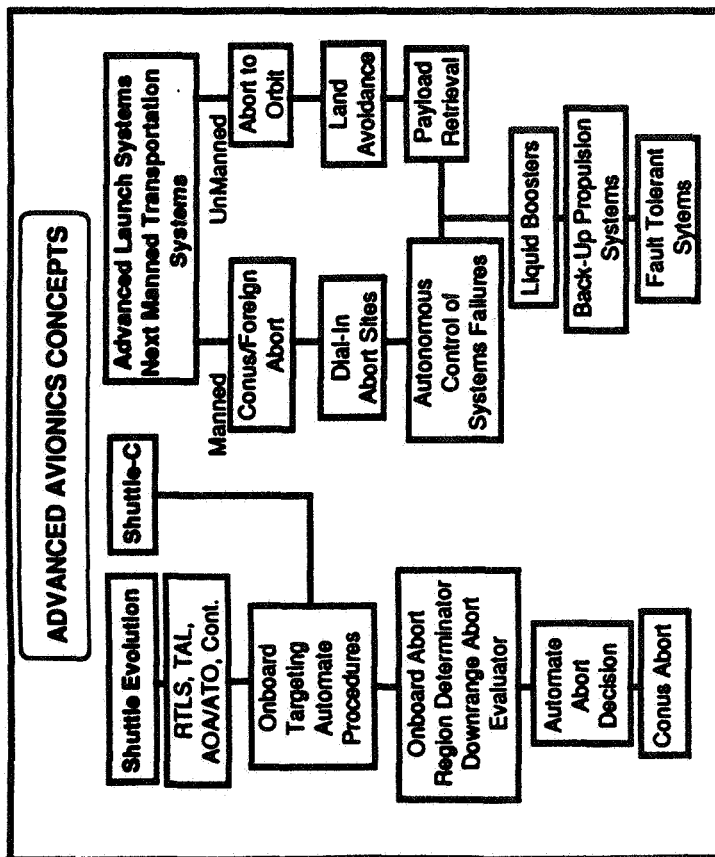 ADVANCED AVIONICS CONCEPTS
Shuttle Evolution
RTLS, TAL,
AOA/ATO, Cont.
Shuttle-C
Onboard
Targeting
Automate
Procedures
Onboard Abort
Region Determinator
Downrange Abort
Evaluator
Automate
Abort
Decision
Conus Abort
Advanced Launch Systems
Next Manned Transportation
Systems
Manned
UnManned
Conus/Foreign
Abort
Dial-In
Abort Sites
Autonomous
Control of
Systems Failures
Abort to
Orbit
Land
Avoidance
Payload
Retrieval
Liquid Boosters
Back-Up Propulsion
Systems
Fault Tolerant
Sytems